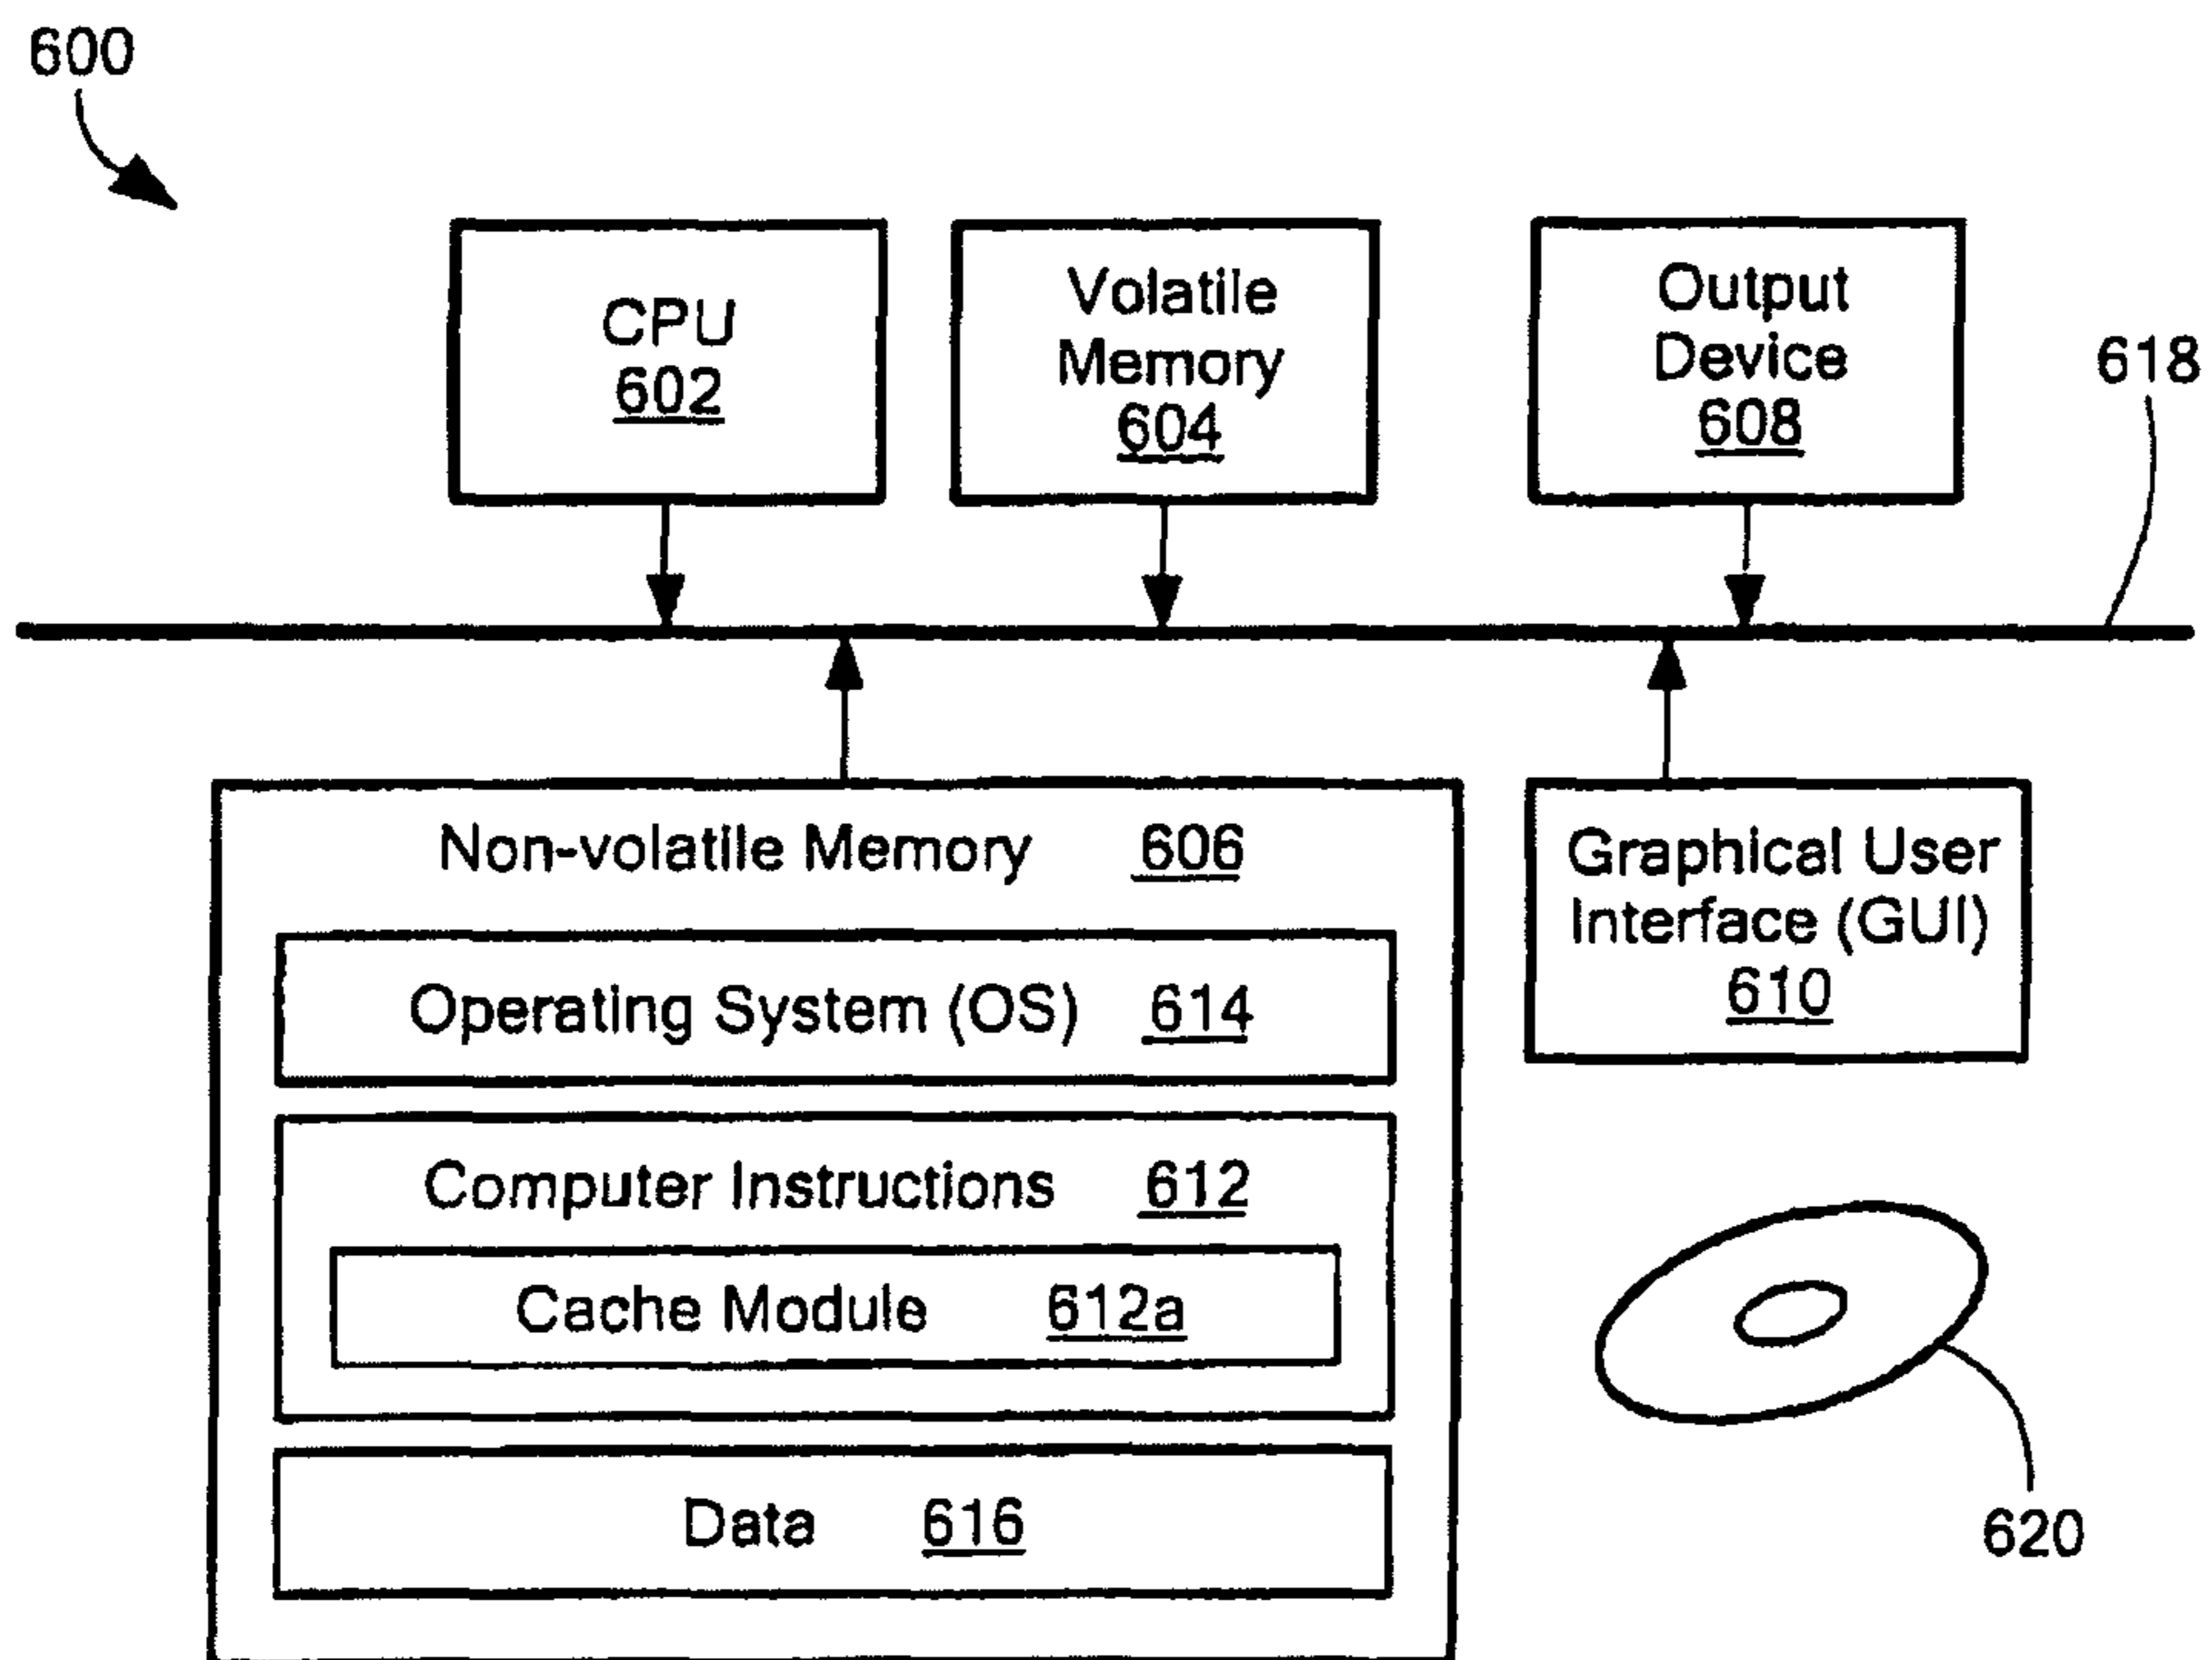 600
CPU
602
Volatile
Memory
604
Output
Device
608
618
Non-volatile Memory 606
Operating System (OS) 614
Computer Instructions 612
Cache Module 612a
Data 616
Graphical User
Interface (GUI)
610
620